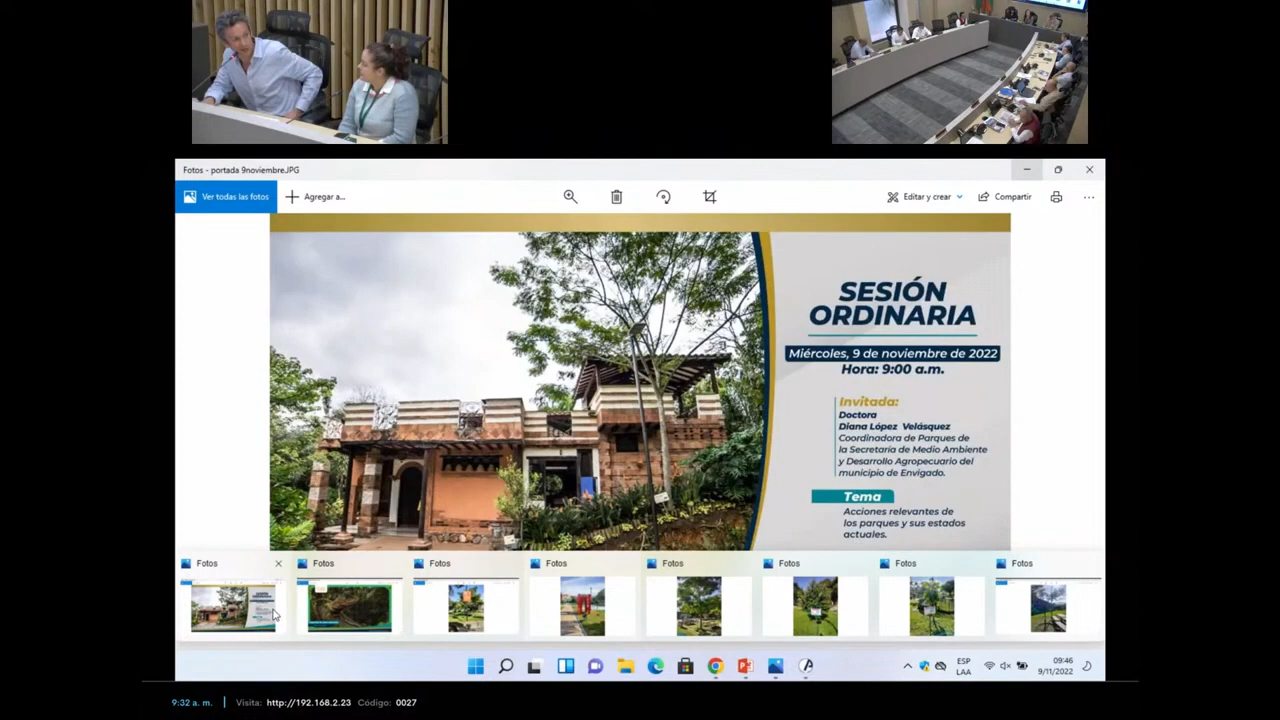 Fotos - portada 9noviembre.JPG
Ver todas las fotos
Agregar a...
Editar y crear
Compartir
SESIÓN
ORDINARIA
Miércoles, 9 de noviembre de 2022
Hora: 9:00 a.m.
Invitada:
Doctora
Diana López Velásquez
Coordinadora de Parques de
la Secretaría de Medio Ambiente
y Desarrollo Agropecuario del
municipio de Envigado.
Tema
Acciones relevantes de
los parques y sus estados
actuales.
Fotos
Fotos
Fotos
Fotos
Fotos
Fotos
Fotos
Fotos
ESP
LAA
09:46
9/11/2022
9:32 a. m. | Visita: http://192.168.2.23 Código: 0027